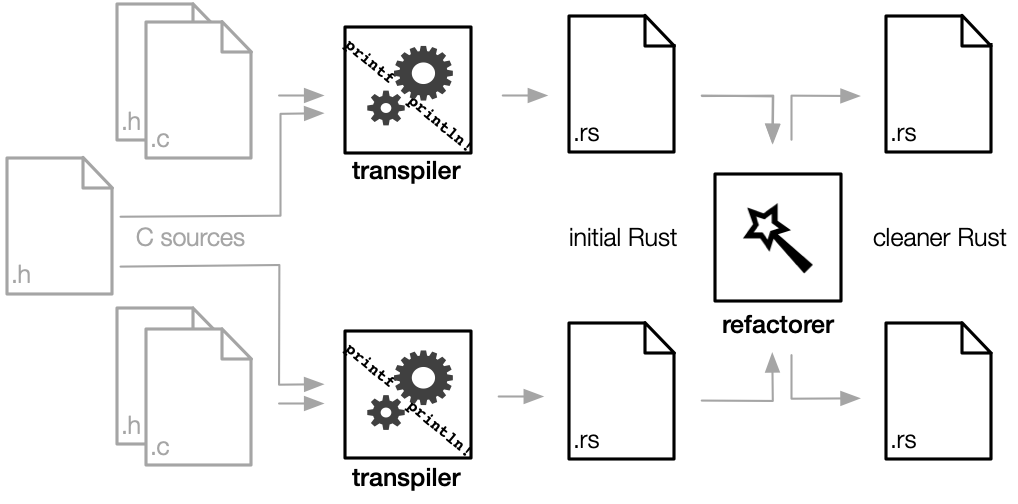 .h
.c
printf
println!
transpiler
.rs
.rs
.h
C sources
initial Rust
cleaner Rust
refactorer
.h
.c
printf
println!
transpiler
.rs
.rs